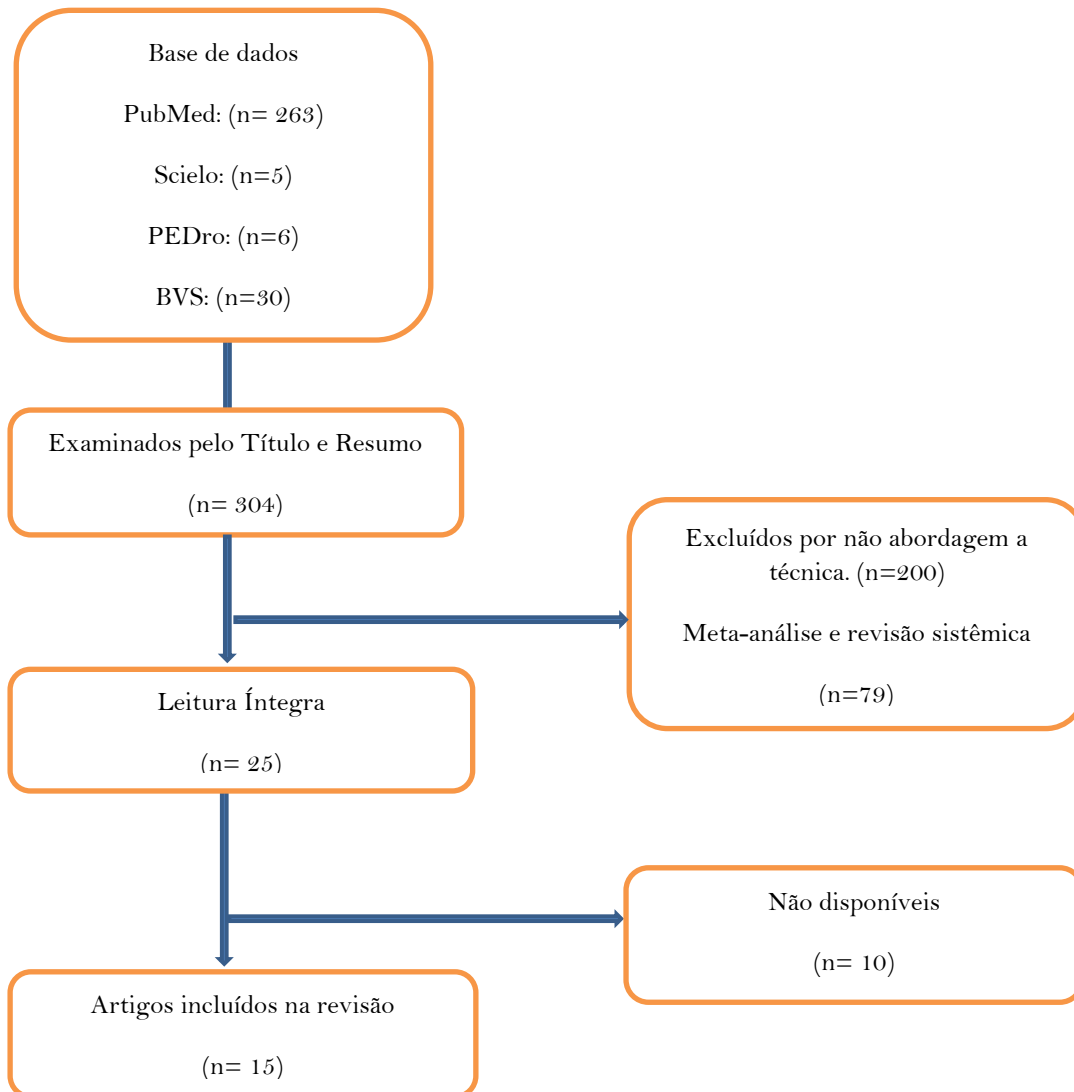 Base de dados
PubMed: (n= 263)
Scielo: (n=5)
PEDro: (n=6)
BVS: (n=30)
Examinados pelo Título e Resumo
(n= 304)
Excluídos por não abordagem a
técnica. (n=200)
Meta-análise e revisão sistêmica
(n=79)
Leitura Íntegra
(n= 25)
Não disponíveis
(n= 10)
Artigos incluídos na revisão
(n= 15)